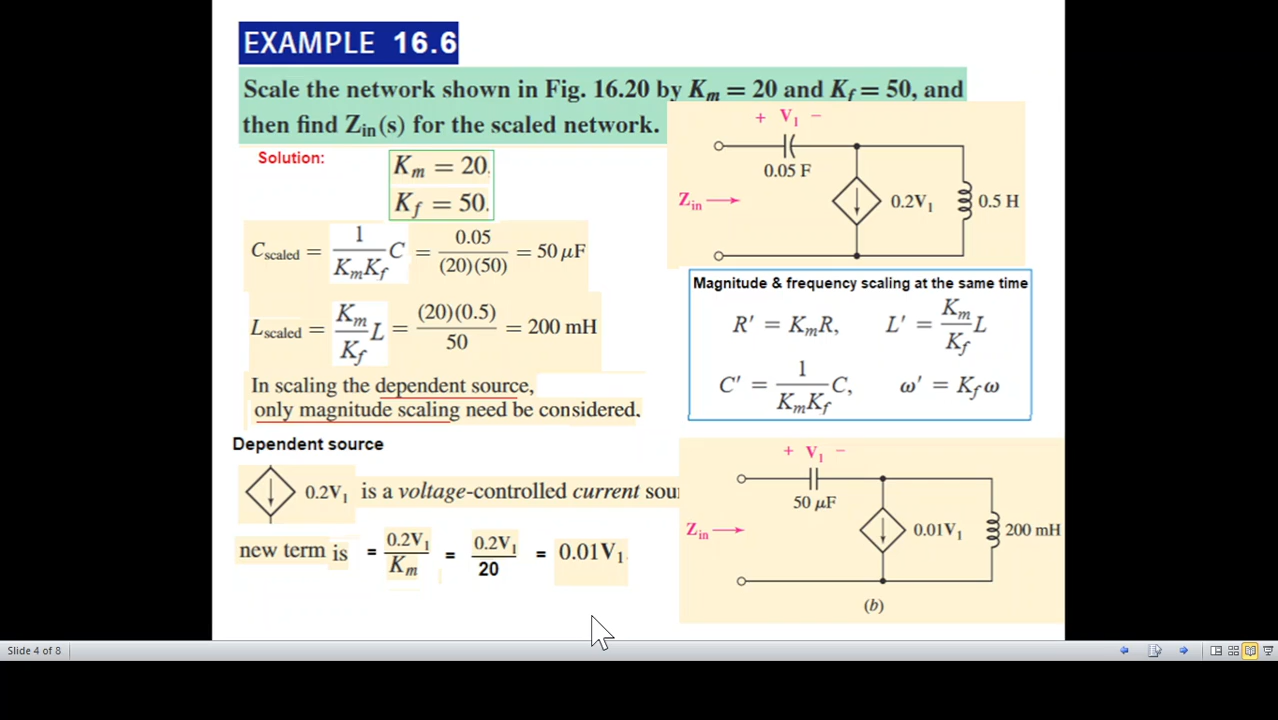 EXAMPLE 16.6
Scale the network shown in Fig. 16.20 by Km = 20 and Kf = 50, and
then find Zin(s) for the scaled network.
Solution:
Km = 20.
Kf = 50.
Cscaled = 1/(KmKf) C = 0.05/((20)(50)) = 50 μF
Lscaled = Km/Kf L = (20)(0.5)/50 = 200 mH
In scaling the dependent source,
only magnitude scaling need be considered.
Dependent source
0.2V1 is a voltage-controlled current sou
new term is = 0.2V1/Km = 0.2V1/20 = 0.01V1
+ V1 −
0.05 F
Zin
0.2V1
0.5 H
Magnitude & frequency scaling at the same time
R′ = KmR, L′ = Km/Kf L
C′ = 1/(KmKf) C, ω′ = Kfω
+ V1 −
50 μF
Zin
0.01V1
200 mH
(b)
Slide 4 of 8